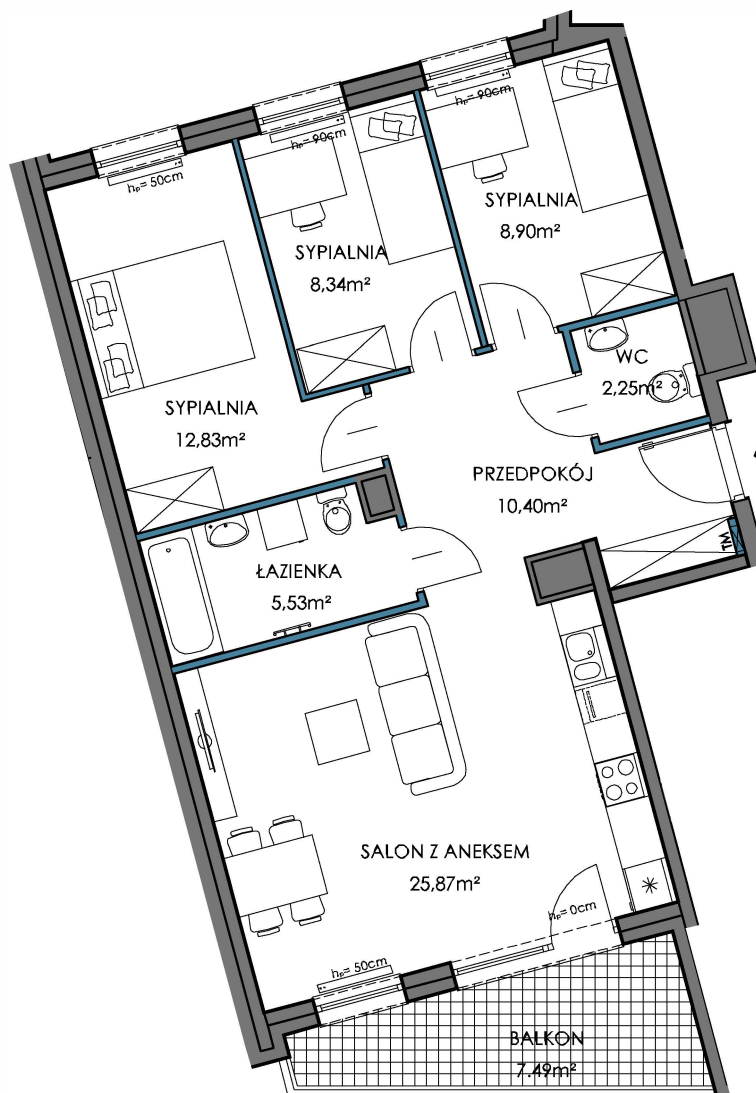 hₚ= 90cm
hₚ= 90cm
hₚ= 50cm
SYPIALNIA
8,90m²
SYPIALNIA
8,34m²
WC
2,25m²
SYPIALNIA
12,83m²
PRZEDPOKÓJ
10,40m²
TM
ŁAZIENKA
5,53m²
SALON Z ANEKSEM
25,87m²
hₚ= 0cm
hₚ= 50cm
BALKON
7.49m²